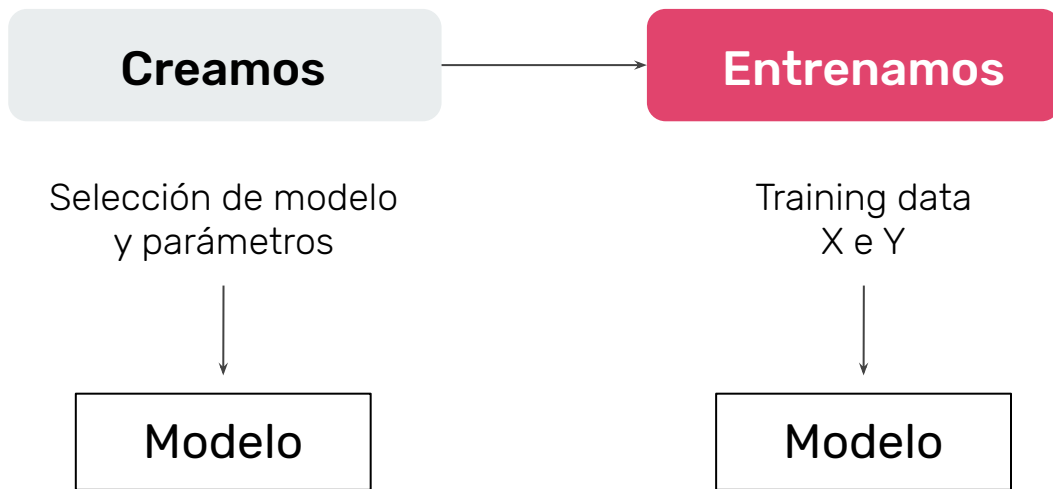 Creamos
Entrenamos
Selección de modelo
y parámetros
Training data
X e Y
Modelo
Modelo